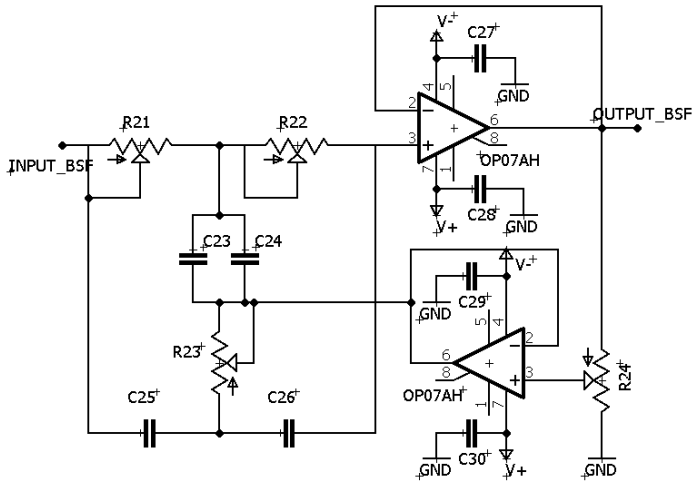 V-
C27
4
5
GND
2
R21
R22
6
OUTPUT_BSF
3
8
INPUT_BSF
OP07AH
7
1
C28
V+
GND
C23
C24
V-
C29
GND
5
4
2
R23
6
8
3
R24
OP07AH
C25
C26
1
7
C30
GND
V+
GND